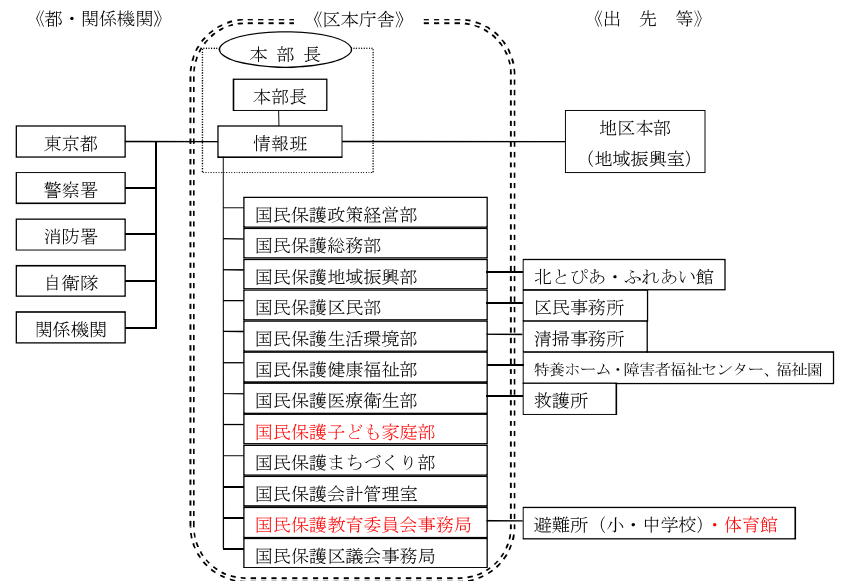 《都・関係機関》
《区本庁舎》
《出　先　等》
本 部 長
本部長
情報班
東京都
警察署
消防署
自衛隊
関係機関
地区本部
（地域振興室）
国民保護政策経営部
国民保護総務部
国民保護地域振興部
北とぴあ・ふれあい館
国民保護区民部
区民事務所
国民保護生活環境部
清掃事務所
国民保護健康福祉部
特養ホーム・障害者福祉センター、福祉園
国民保護医療衛生部
救護所
国民保護子ども家庭部
国民保護まちづくり部
国民保護会計管理室
国民保護教育委員会事務局
避難所（小・中学校）・体育館
国民保護区議会事務局